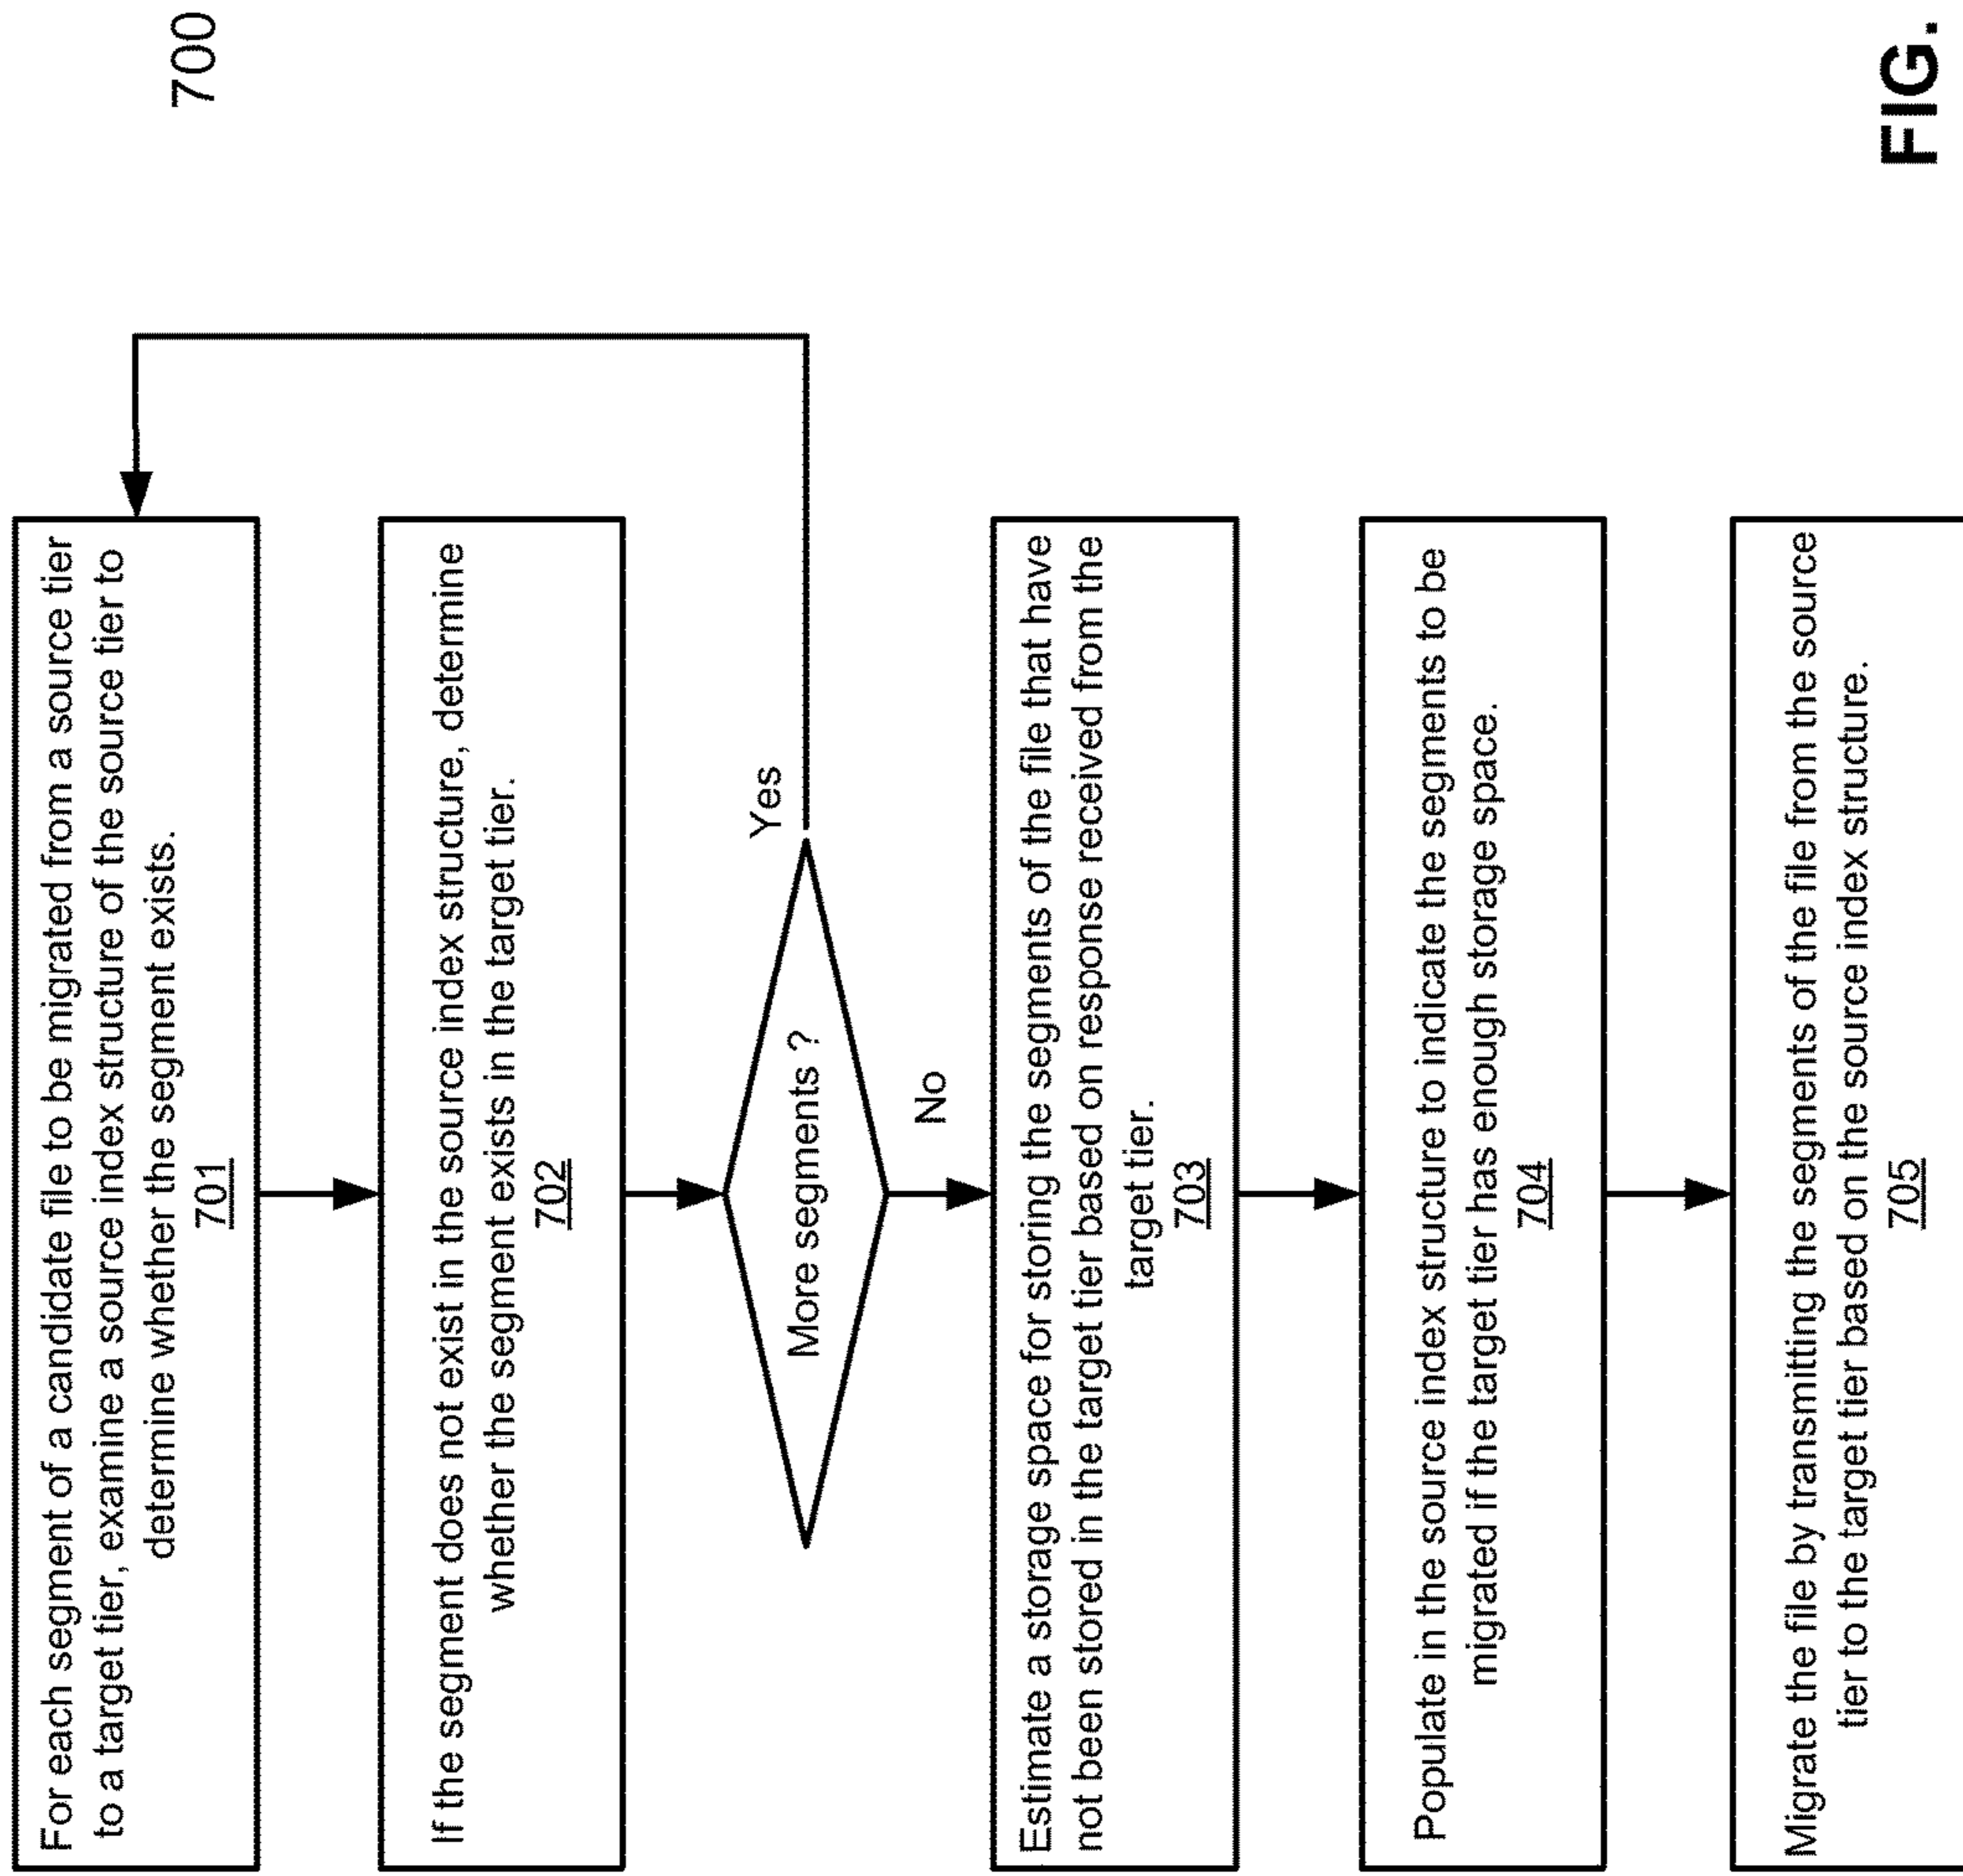 For each segment of a candidate file to be migrated from a source tier
to a target tier, examine a source index structure of the source tier to
determine whether the segment exists.
701
If the segment does not exist in the source index structure, determine
whether the segment exists in the target tier.
702
More segments ?
Yes
No
Estimate a storage space for storing the segments of the file that have
not been stored in the target tier based on response received from the
target tier.
703
Populate in the source index structure to indicate the segments to be
migrated if the target tier has enough storage space.
704
Migrate the file by transmitting the segments of the file from the source
tier to the target tier based on the source index structure.
705
700
FIG.